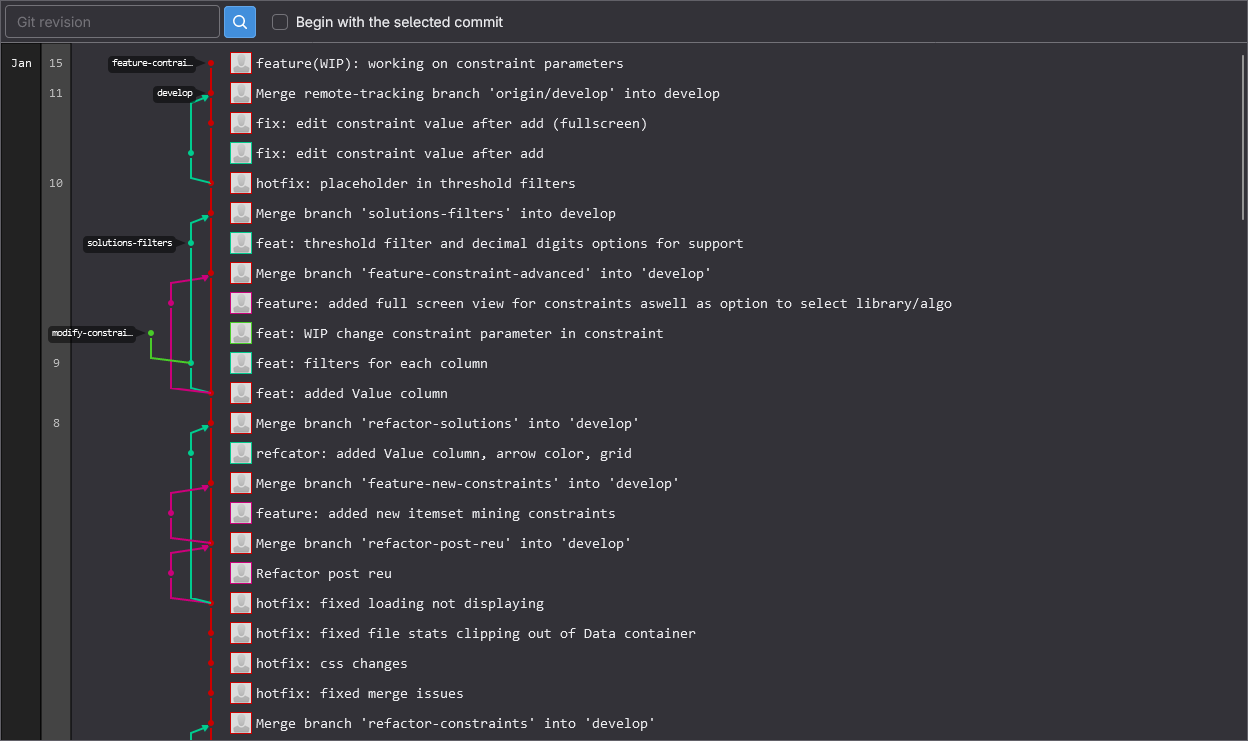 Git revision
Begin with the selected commit
Jan 15 feature-contrai… feature(WIP): working on constraint parameters
11 develop Merge remote-tracking branch 'origin/develop' into develop
fix: edit constraint value after add (fullscreen)
fix: edit constraint value after add
10 hotfix: placeholder in threshold filters
Merge branch 'solutions-filters' into develop
solutions-filters feat: threshold filter and decimal digits options for support
Merge branch 'feature-constraint-advanced' into 'develop'
feature: added full screen view for constraints aswell as option to select library/algo
modify-constrai… feat: WIP change constraint parameter in constraint
9 feat: filters for each column
feat: added Value column
8 Merge branch 'refactor-solutions' into 'develop'
refcator: added Value column, arrow color, grid
Merge branch 'feature-new-constraints' into 'develop'
feature: added new itemset mining constraints
Merge branch 'refactor-post-reu' into 'develop'
Refactor post reu
hotfix: fixed loading not displaying
hotfix: fixed file stats clipping out of Data container
hotfix: css changes
hotfix: fixed merge issues
Merge branch 'refactor-constraints' into 'develop'